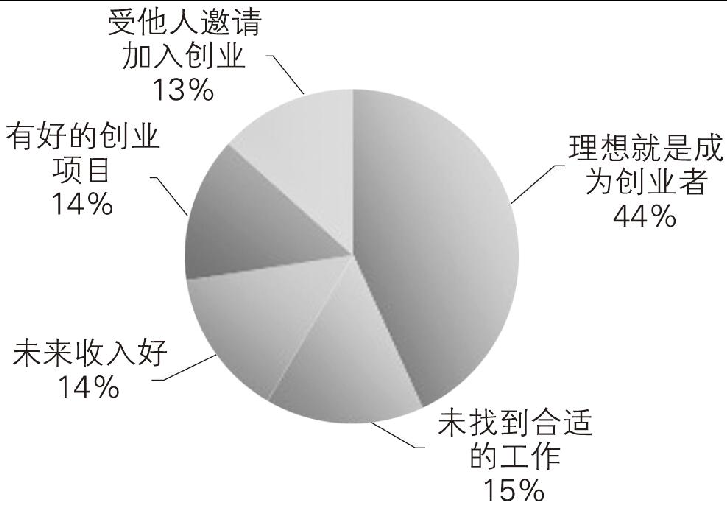 受他人邀请
加入创业
13%
有好的创业
项目
14%
理想就是成
为创业者
44%
未来收入好
14%
未找到合适
的工作
15%